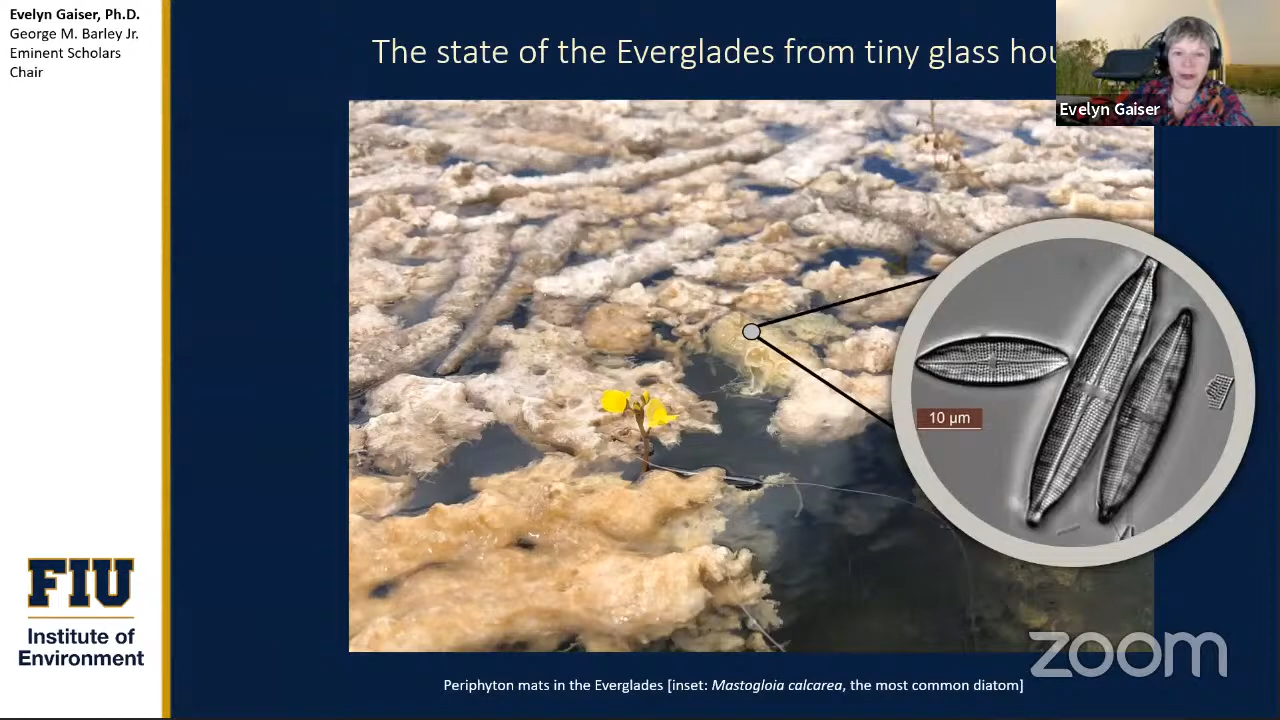 Evelyn Gaiser, Ph.D.
George M. Barley Jr.
Eminent Scholars
Chair
The state of the Everglades from tiny glass hou
Evelyn Gaiser
10 µm
FIU
Institute of
Environment
zoom
Periphyton mats in the Everglades [inset: Mastogloia calcarea, the most common diatom]